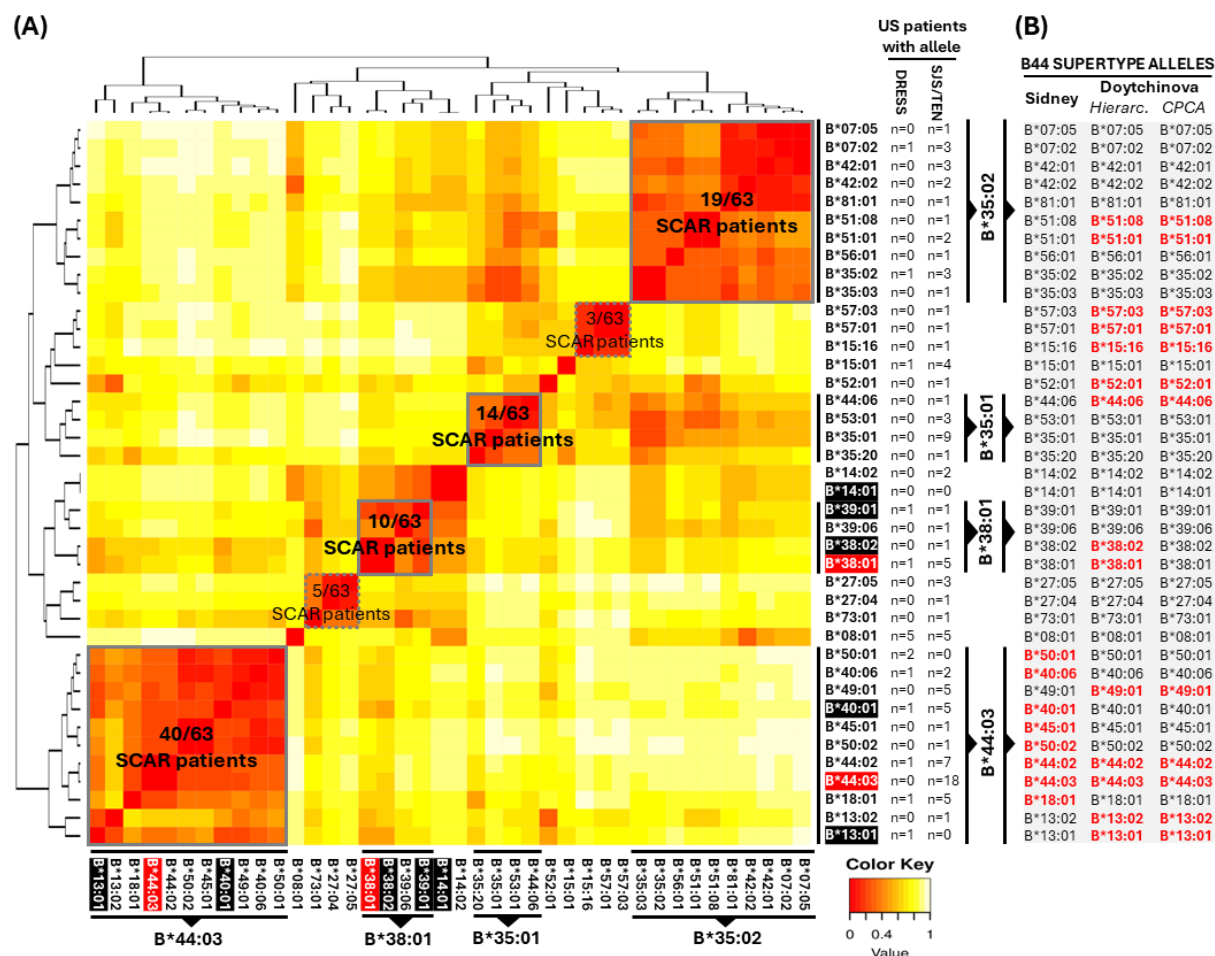 (A)
US patients
with allele
DRESS
SJS/TEN
(B)
B44 SUPERTYPE ALLELES
Sidney
Doytchinova
Hierarc. CPCA
B*07:05 n=0 n=1 B*07:05 B*07:05 B*07:05
B*07:02 n=1 n=3 B*07:02 B*07:02 B*07:02
B*42:01 n=0 n=3 B*42:01 B*42:01 B*42:01
B*42:02 n=0 n=2 B*42:02 B*42:02 B*42:02
B*81:01 n=0 n=1 B*81:01 B*81:01 B*81:01
B*51:08 n=0 n=1 B*51:08 B*51:08 B*51:08
B*51:01 n=0 n=2 B*51:01 B*51:01 B*51:01
B*56:01 n=0 n=1 B*56:01 B*56:01 B*56:01
B*35:02 n=1 n=3 B*35:02 B*35:02 B*35:02
B*35:03 n=0 n=1 B*35:03 B*35:03 B*35:03
B*57:03 n=0 n=1 B*57:03 B*57:03 B*57:03
B*57:01 n=0 n=1 B*57:01 B*57:01 B*57:01
B*15:16 n=0 n=1 B*15:16 B*15:16 B*15:16
B*15:01 n=1 n=4 B*15:01 B*15:01 B*15:01
B*52:01 n=0 n=1 B*52:01 B*52:01 B*52:01
B*44:06 n=0 n=1 B*44:06 B*44:06 B*44:06
B*53:01 n=0 n=3 B*53:01 B*53:01 B*53:01
B*35:01 n=0 n=9 B*35:01 B*35:01 B*35:01
B*35:20 n=0 n=1 B*35:20 B*35:20 B*35:20
B*14:02 n=0 n=2 B*14:02 B*14:02 B*14:02
B*14:01 n=0 n=0 B*14:01 B*14:01 B*14:01
B*39:01 n=1 n=1 B*39:01 B*39:01 B*39:01
B*39:06 n=0 n=1 B*39:06 B*39:06 B*39:06
B*38:02 n=0 n=1 B*38:02 B*38:02 B*38:02
B*38:01 n=1 n=5 B*38:01 B*38:01 B*38:01
B*27:05 n=0 n=3 B*27:05 B*27:05 B*27:05
B*27:04 n=0 n=1 B*27:04 B*27:04 B*27:04
B*73:01 n=0 n=1 B*73:01 B*73:01 B*73:01
B*08:01 n=5 n=5 B*08:01 B*08:01 B*08:01
B*50:01 n=2 n=0 B*50:01 B*50:01 B*50:01
B*40:06 n=1 n=2 B*40:06 B*40:06 B*40:06
B*49:01 n=0 n=5 B*49:01 B*49:01 B*49:01
B*40:01 n=1 n=5 B*40:01 B*40:01 B*40:01
B*45:01 n=0 n=1 B*45:01 B*45:01 B*45:01
B*50:02 n=0 n=1 B*50:02 B*50:02 B*50:02
B*44:02 n=1 n=7 B*44:02 B*44:02 B*44:02
B*44:03 n=0 n=18 B*44:03 B*44:03 B*44:03
B*18:01 n=1 n=5 B*18:01 B*18:01 B*18:01
B*13:02 n=0 n=1 B*13:02 B*13:02 B*13:02
B*13:01 n=1 n=0 B*13:01 B*13:01 B*13:01
B*35:02
B*35:01
B*38:01
B*44:03
19/63
SCAR patients
3/63
SCAR patients
14/63
SCAR patients
10/63
SCAR patients
5/63
SCAR patients
40/63
SCAR patients
B*13:01
B*13:02
B*18:01
B*44:03
B*44:02
B*50:02
B*45:01
B*40:01
B*49:01
B*40:06
B*50:01
B*08:01
B*73:01
B*27:04
B*27:05
B*38:01
B*38:02
B*39:06
B*39:01
B*14:01
B*14:02
B*35:20
B*35:01
B*53:01
B*44:06
B*52:01
B*15:01
B*15:16
B*57:01
B*57:03
B*35:03
B*35:02
B*56:01
B*51:01
B*51:08
B*81:01
B*42:02
B*42:01
B*07:02
B*07:05
B*44:03
B*38:01
B*35:01
B*35:02
Color Key
0 0.4 1
Value